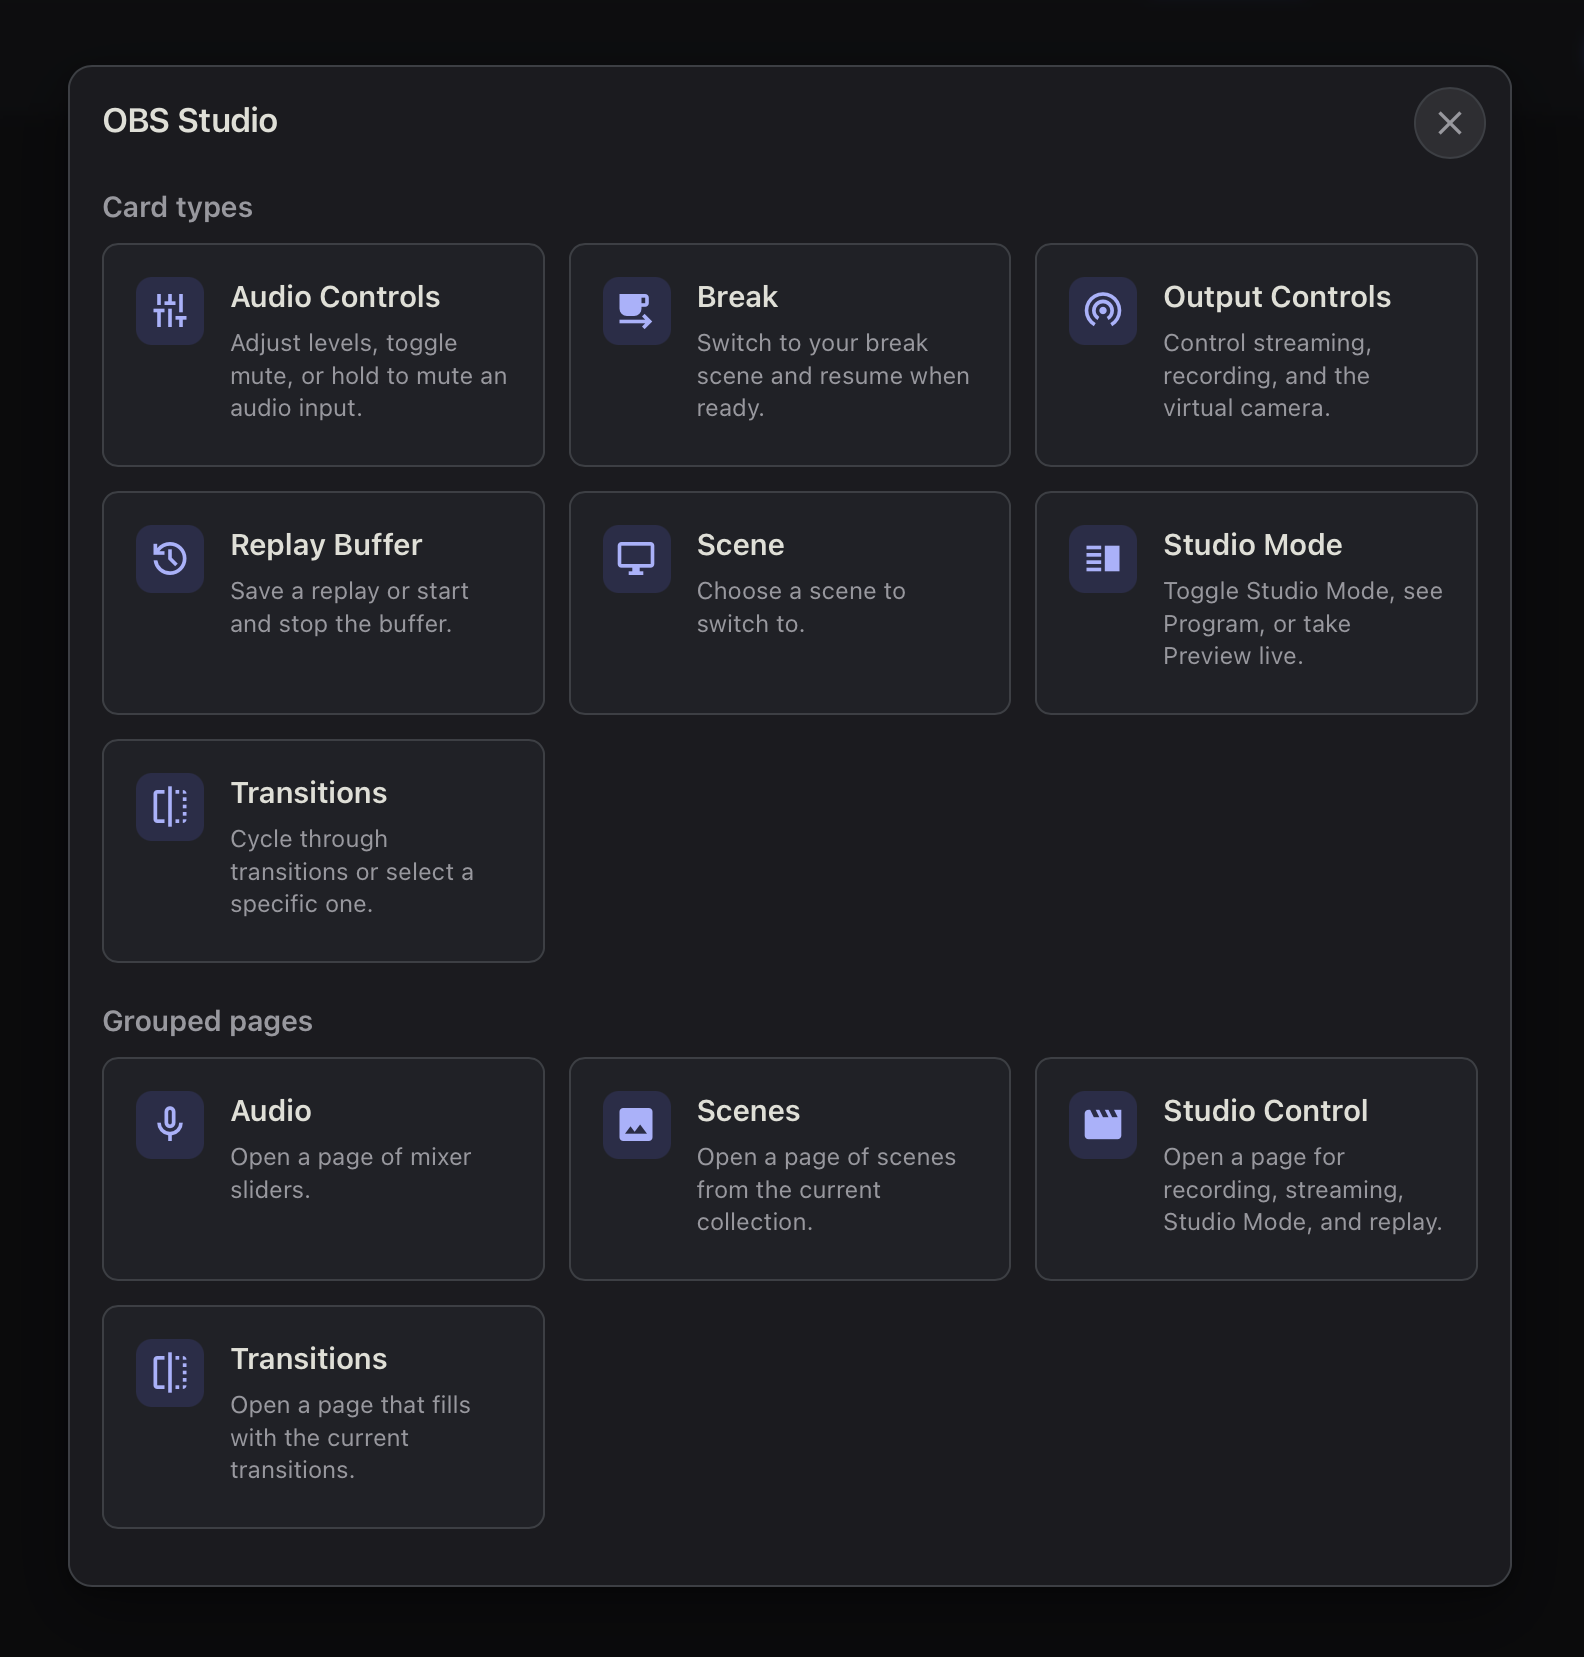 OBS Studio
Card types
Audio Controls
Adjust levels, toggle
mute, or hold to mute an
audio input.
Break
Switch to your break
scene and resume when
ready.
Output Controls
Control streaming,
recording, and the
virtual camera.
Replay Buffer
Save a replay or start
and stop the buffer.
Scene
Choose a scene to
switch to.
Studio Mode
Toggle Studio Mode, see
Program, or take
Preview live.
Transitions
Cycle through
transitions or select a
specific one.
Grouped pages
Audio
Open a page of mixer
sliders.
Scenes
Open a page of scenes
from the current
collection.
Studio Control
Open a page for
recording, streaming,
Studio Mode, and replay.
Transitions
Open a page that fills
with the current
transitions.